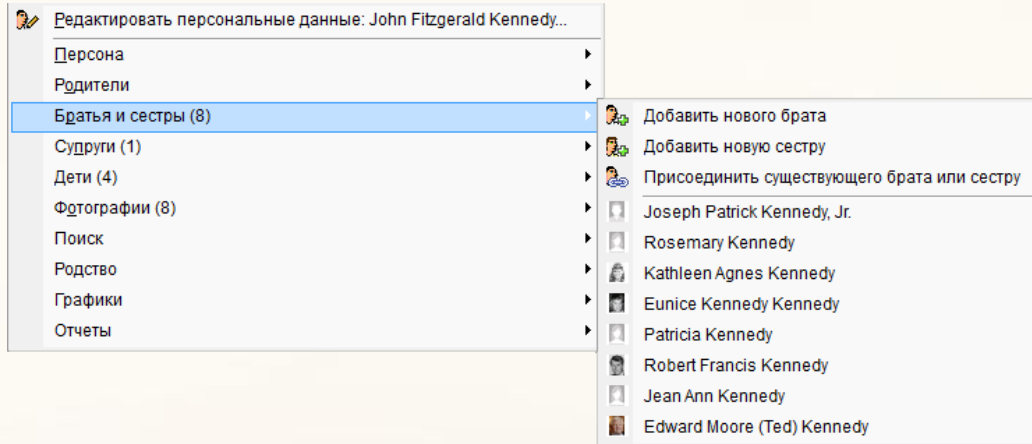 Редактировать персональные данные: John Fitzgerald Kennedy...
Персона
Родители
Братья и сестры (8)
Супруги (1)
Дети (4)
Фотографии (8)
Поиск
Родство
Графики
Отчеты
Добавить нового брата
Добавить новую сестру
Присоединить существующего брата или сестру
Joseph Patrick Kennedy, Jr.
Rosemary Kennedy
Kathleen Agnes Kennedy
Eunice Kennedy Kennedy
Patricia Kennedy
Robert Francis Kennedy
Jean Ann Kennedy
Edward Moore (Ted) Kennedy